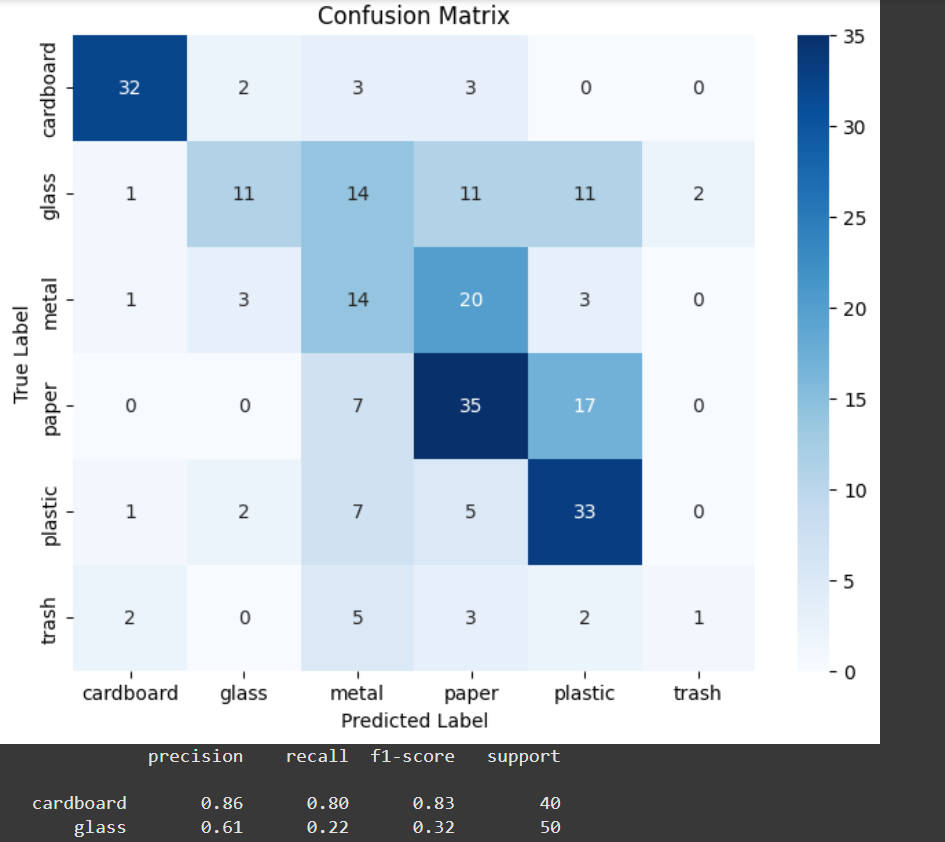 Confusion Matrix
cardboard 32 2 3 3 0 0
glass 1 11 14 11 11 2
metal 1 3 14 20 3 0
paper 0 0 7 35 17 0
plastic 1 2 7 5 33 0
trash 2 0 5 3 2 1
True Label
cardboard glass metal paper plastic trash
Predicted Label
35
30
25
20
15
10
5
0
precision recall f1-score support
cardboard 0.86 0.80 0.83 40
glass 0.61 0.22 0.32 50